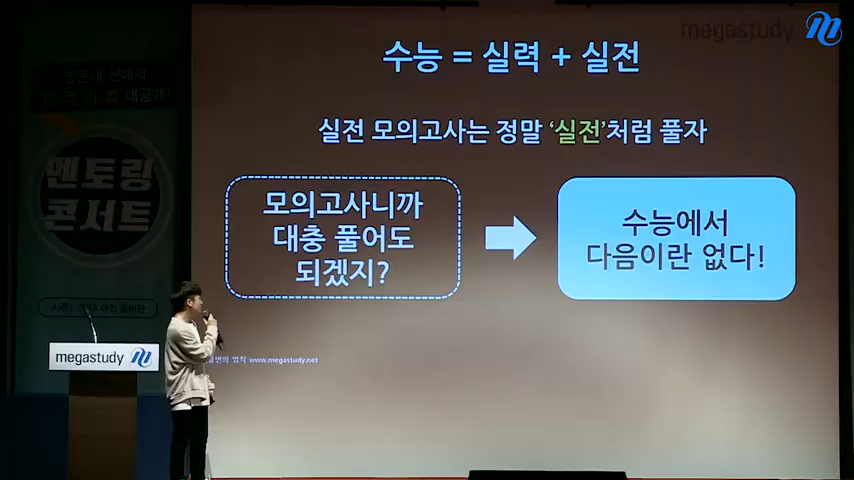 megastudy
수능 = 실력 + 실전
실전 모의고사는 정말 ‘실전’처럼 풀자
모의고사니까
대충 풀어도
되겠지?
수능에서
다음이란 없다!
멘토링
콘서트
megastudy
법칙 www.megastudy.net